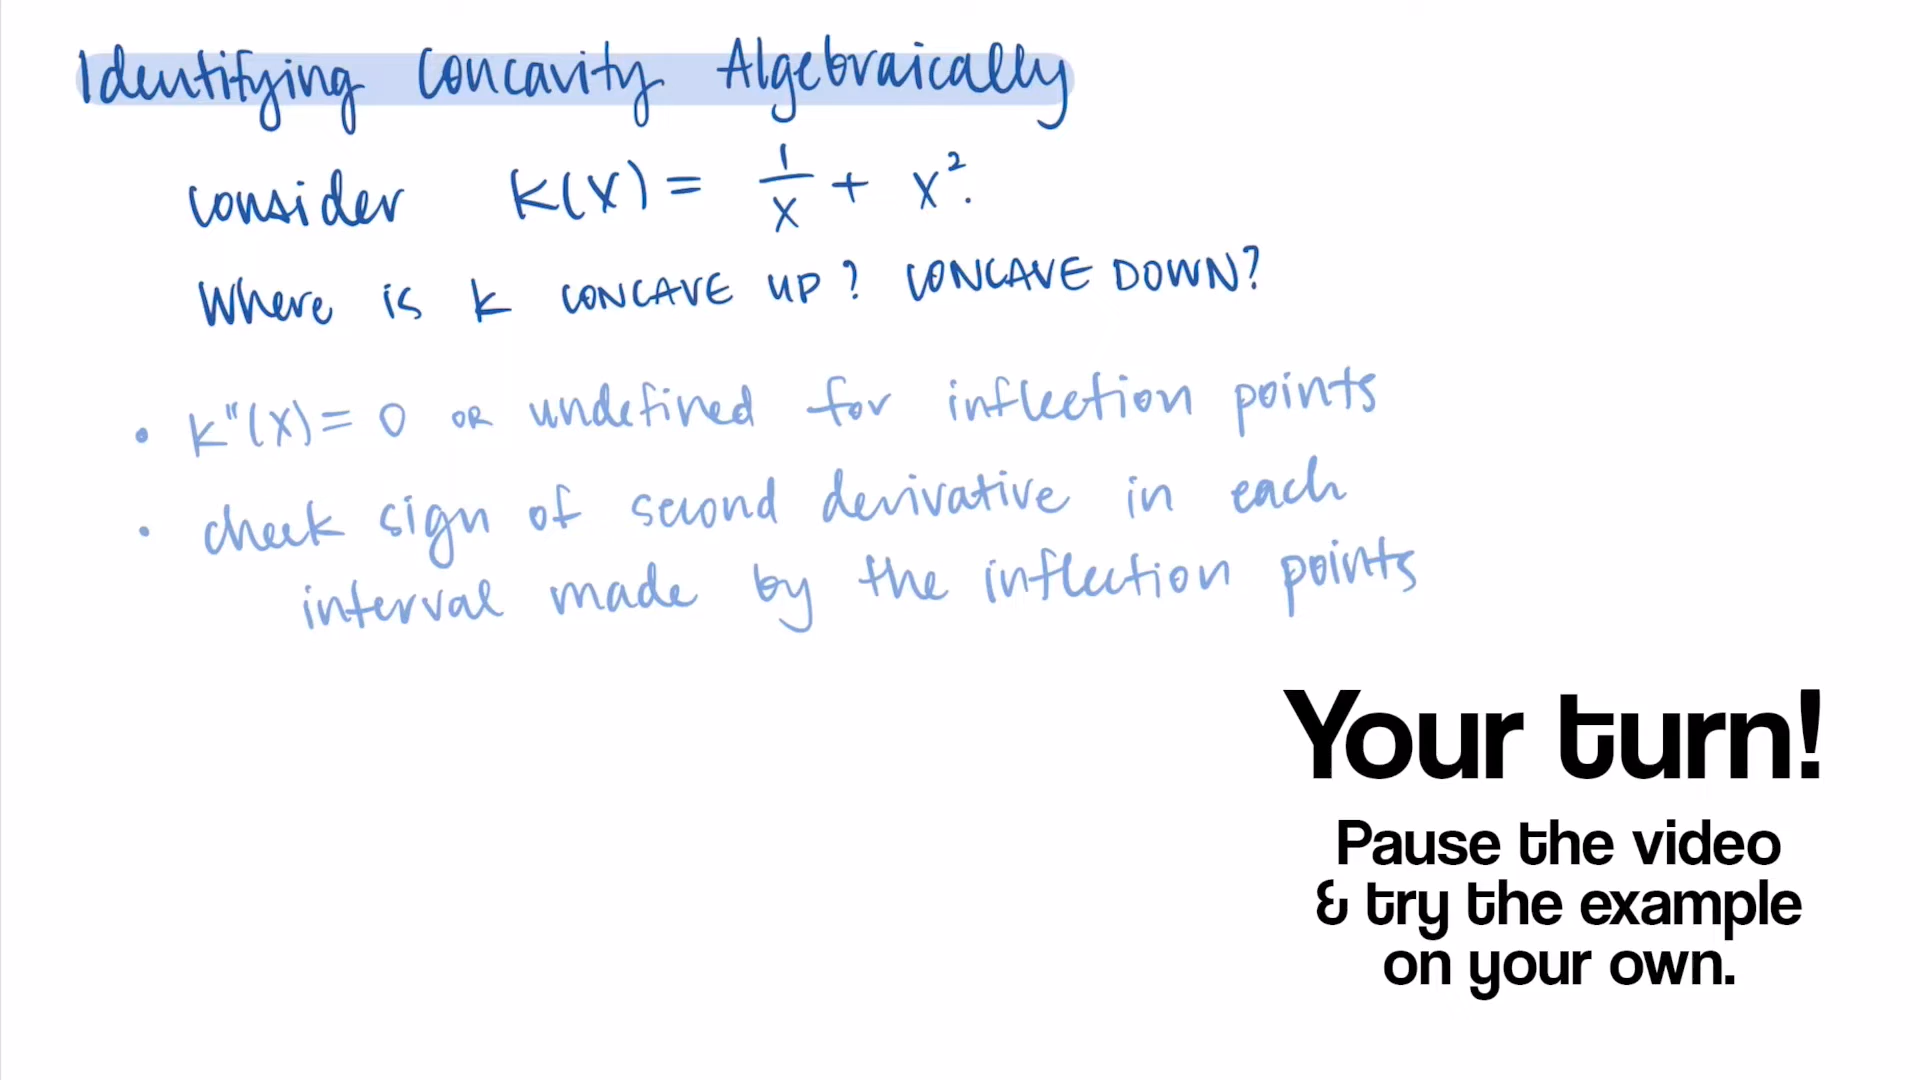 Identifying Concavity Algebraically
consider k(x) = 1/x + x².
Where is k CONCAVE UP? CONCAVE DOWN?
• k"(x) = 0 OR undefined for inflection points
• check sign of second derivative in each
interval made by the inflection points
Your turn!
Pause the video
& try the example
on your own.